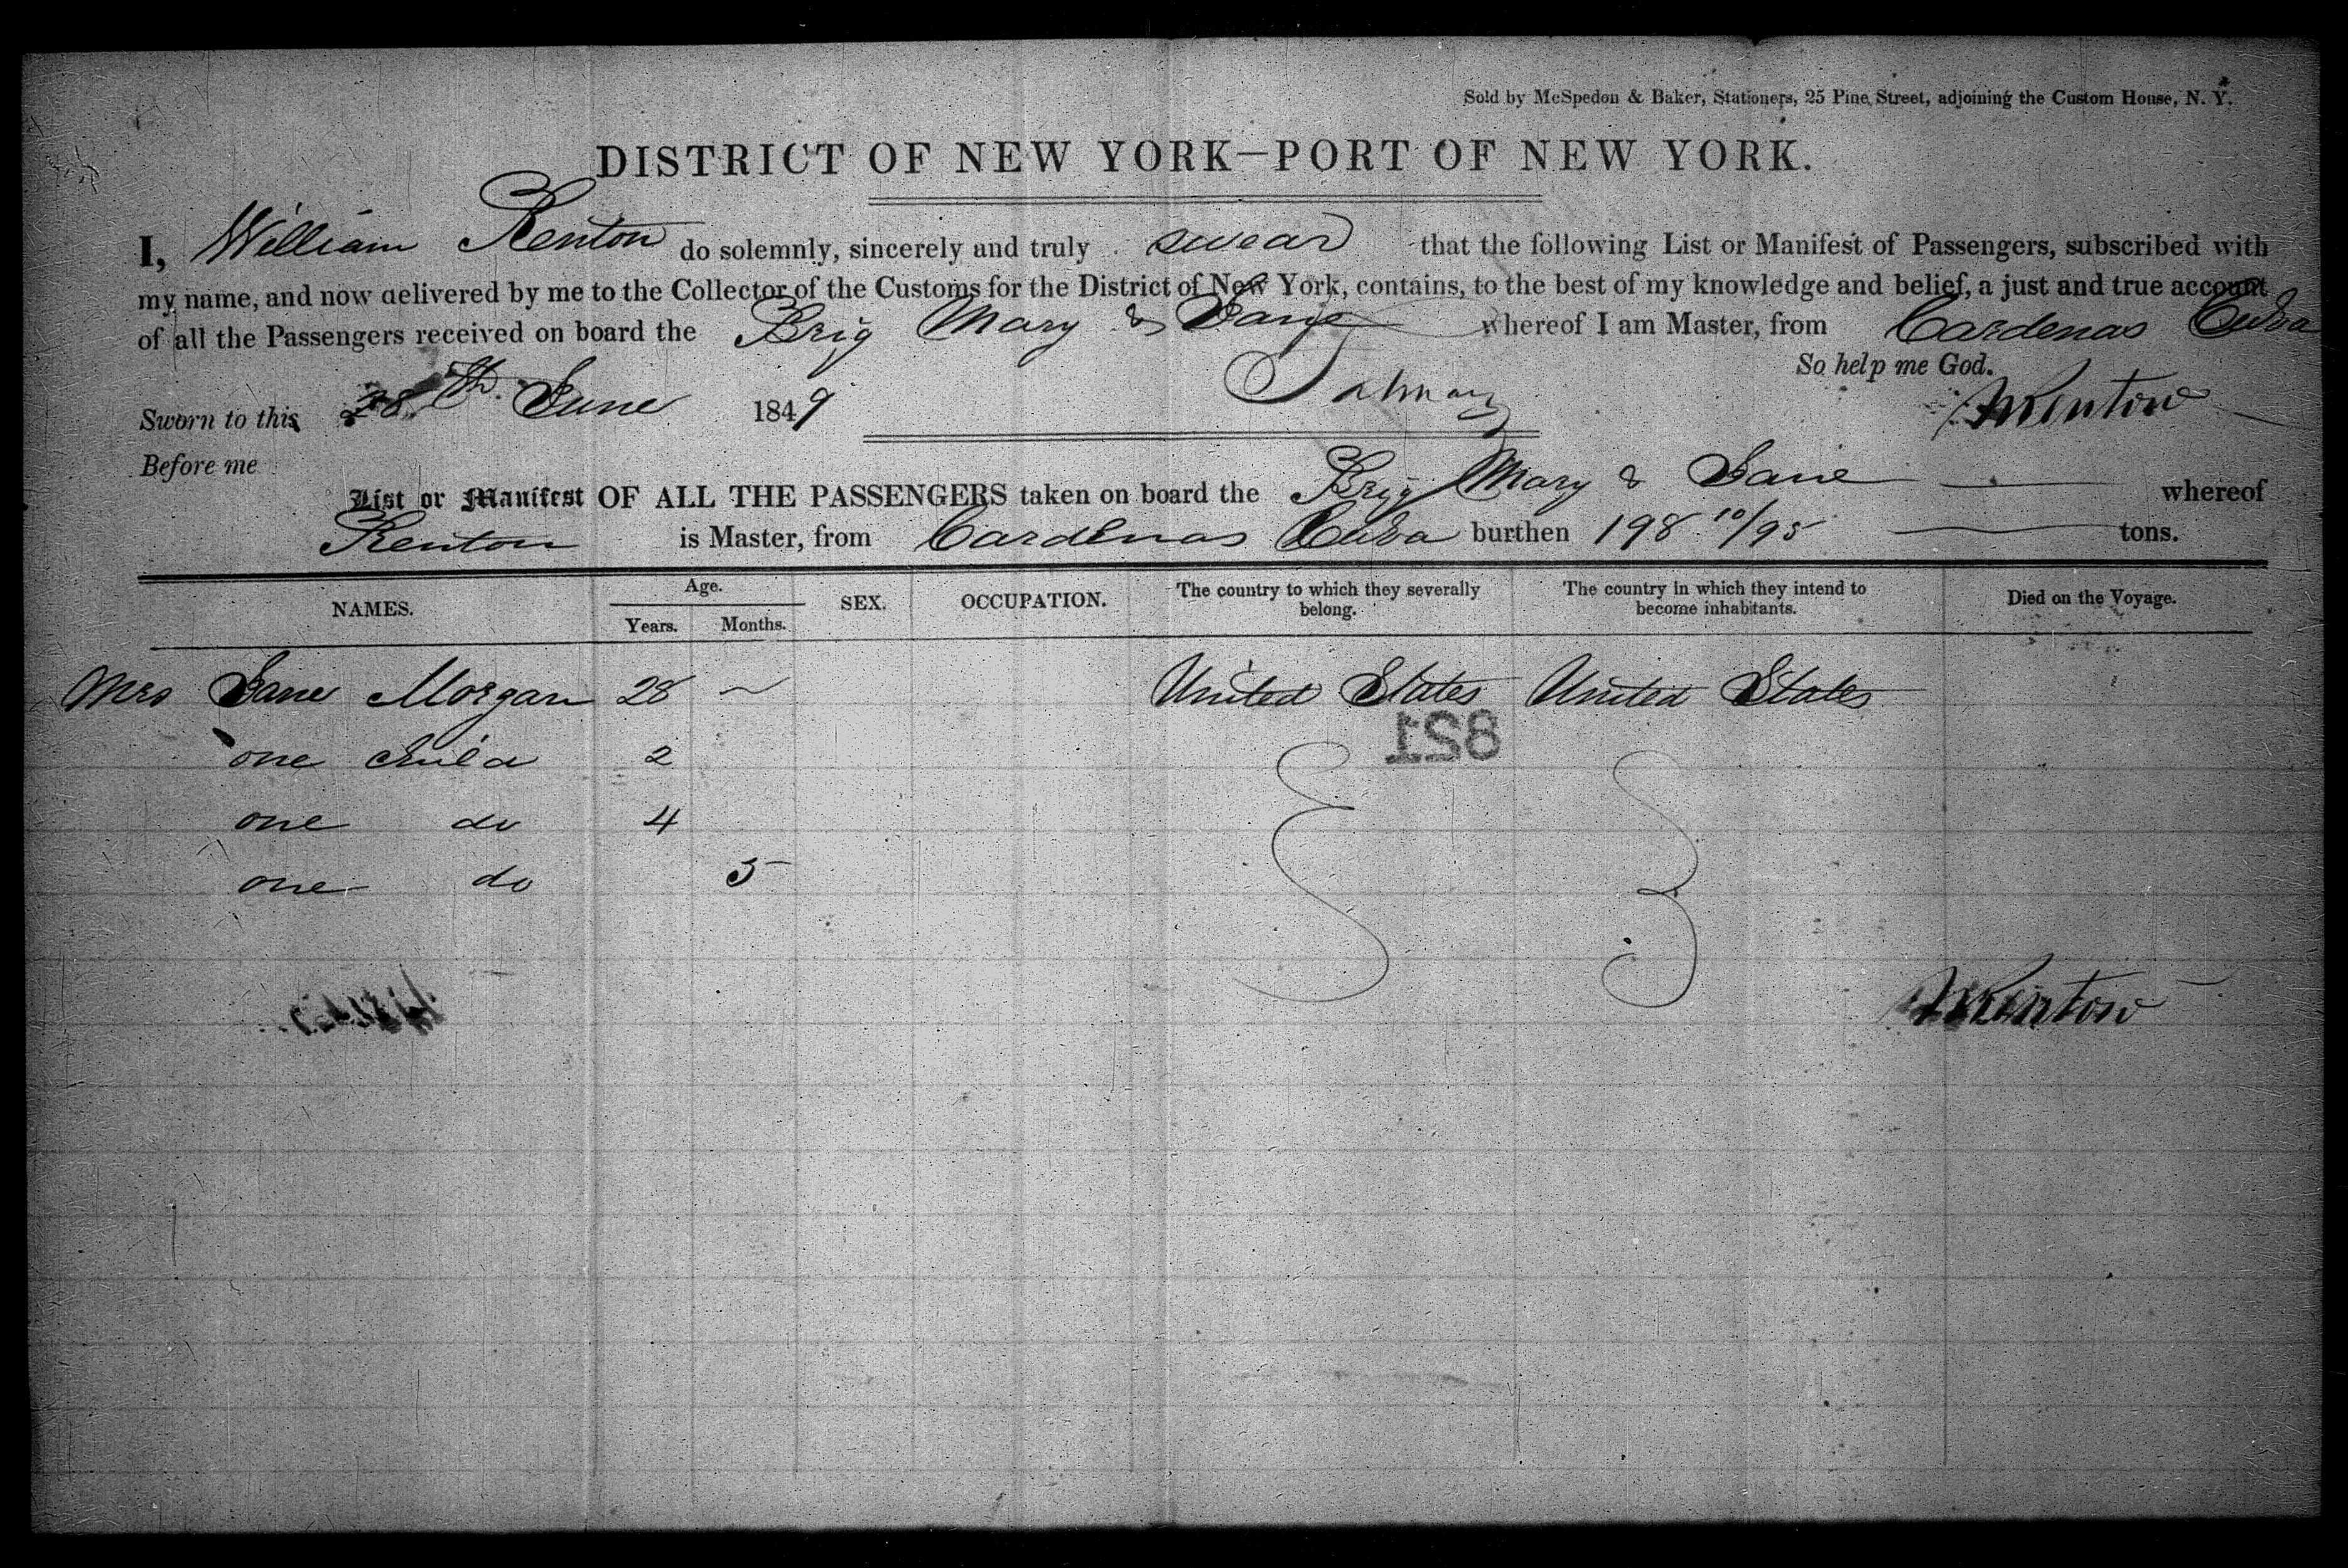 Sold by McSpedon & Baker, Stationers, 25 Pine Street, adjoining the Custom House, N. Y.
DISTRICT OF NEW YORK—PORT OF NEW YORK.
I, William Renton do solemnly, sincerely and truly swear that the following List or Manifest of Passengers, subscribed with
my name, and now delivered by me to the Collector of the Customs for the District of New York, contains, to the best of my knowledge and belief, a just and true account
of all the Passengers received on board the Brig Mary & Jane whereof I am Master, from Cardenas Cuba
So help me God.
Sworn to this 28th June 1849 WRenton
Before me
List or Manifest OF ALL THE PASSENGERS taken on board the Brig Mary & Jane whereof
Renton is Master, from Cardenas Cuba burthen 198 10/95 tons.
NAMES. Age. SEX. OCCUPATION. The country to which they severally belong. The country in which they intend to become inhabitants. Died on the Voyage.
Years. Months.
Mrs Jane Morgan 28 United States United States
821
one child 2
one do 4
one do 5
WRenton